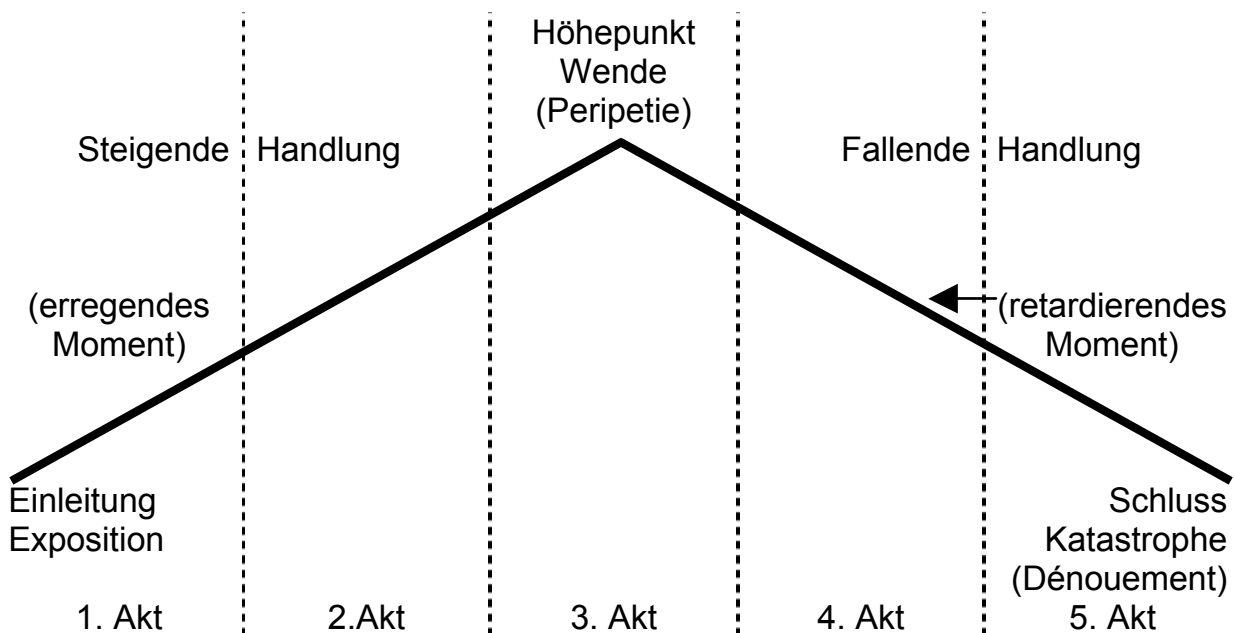 Höhepunkt
Wende
(Peripetie)
Steigende Handlung
Fallende Handlung
(erregendes
Moment)
(retardierendes
Moment)
Einleitung
Exposition
Schluss
Katastrophe
(Dénouement)
1. Akt
2.Akt
3. Akt
4. Akt
5. Akt